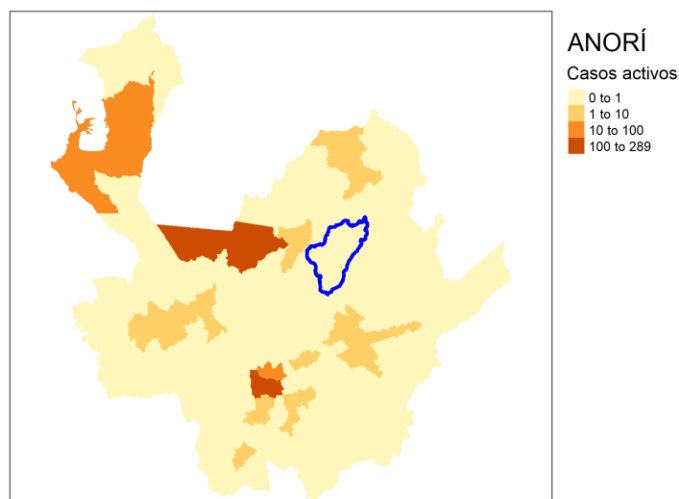 ANORÍ
Casos activos
0 to 1
1 to 10
10 to 100
100 to 289